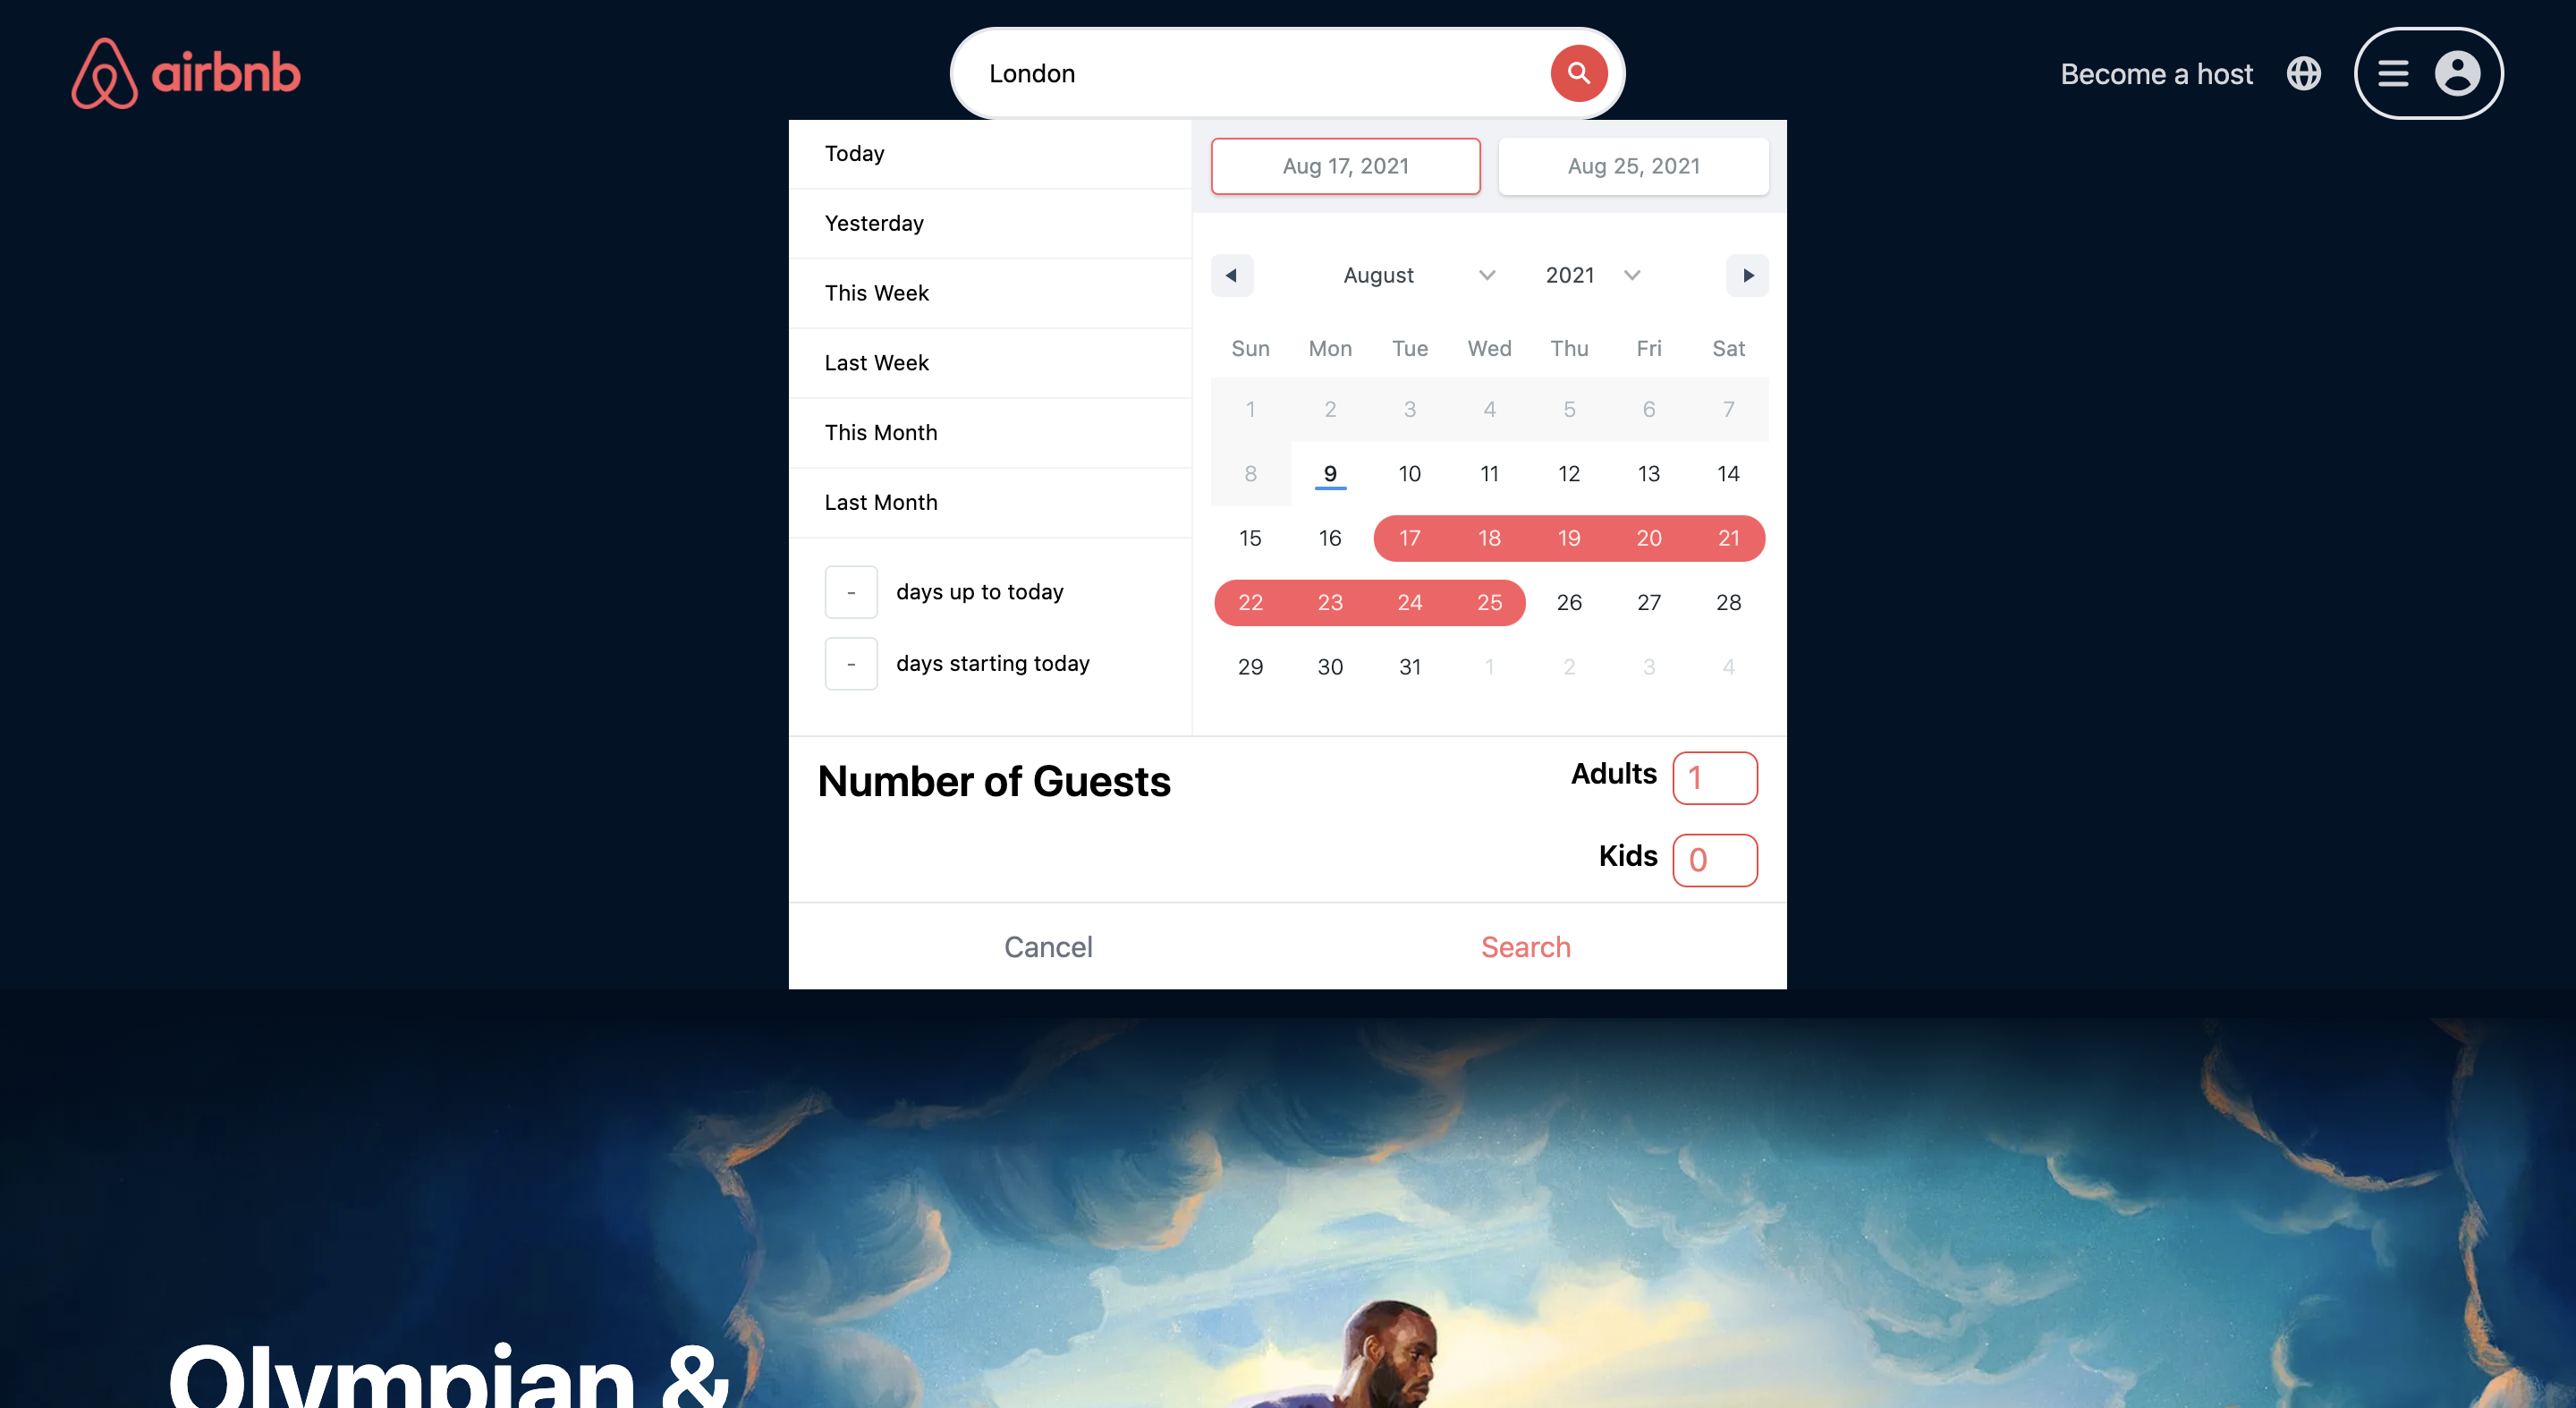 airbnb
London
Become a host
Today
Yesterday
This Week
Last Week
This Month
Last Month
- days up to today
- days starting today
Aug 17, 2021 Aug 25, 2021
August 2021
Sun Mon Tue Wed Thu Fri Sat
1 2 3 4 5 6 7
8 9 10 11 12 13 14
15 16 17 18 19 20 21
22 23 24 25 26 27 28
29 30 31 1 2 3 4
Number of Guests
Adults 1
Kids 0
Cancel Search
Olympian &